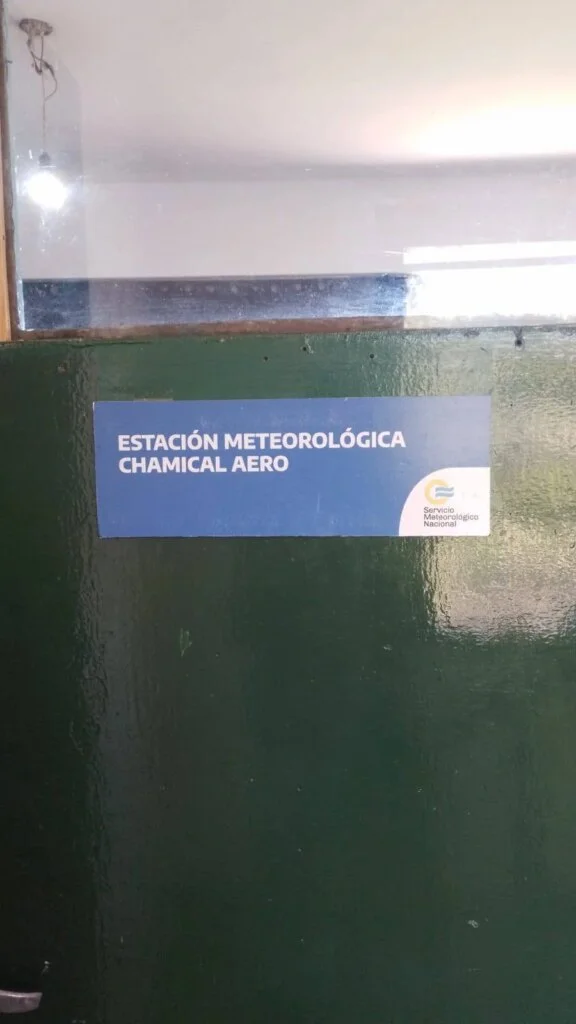 ESTACIÓN METEOROLÓGICA
CHAMICAL AERO
Servicio
Meteorológico
Nacional